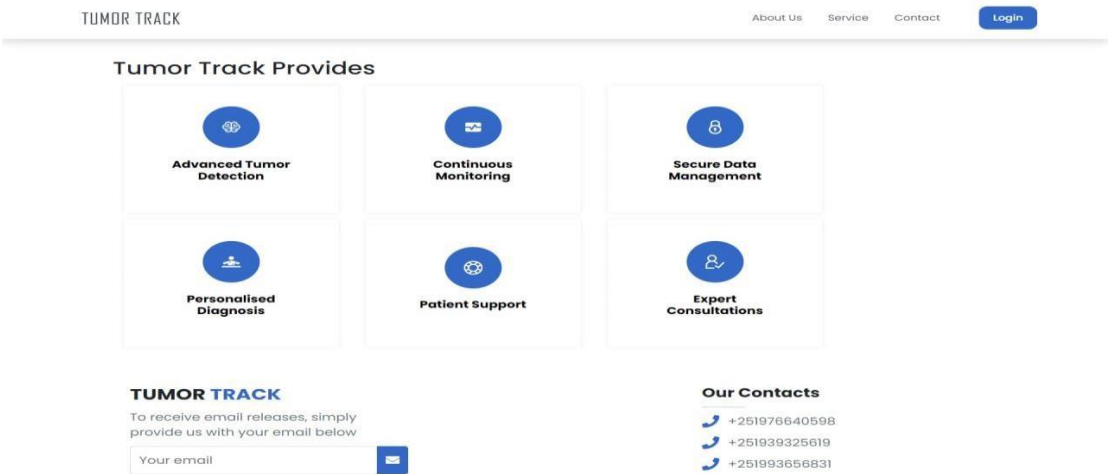 TUMOR TRACK
About Us Service Contact Login
Tumor Track Provides
Advanced Tumor
Detection
Continuous
Monitoring
Secure Data
Management
Personalised
Diagnosis
Patient Support
Expert
Consultations
TUMOR TRACK
To receive email releases, simply
provide us with your email below
Your email
Our Contacts
+251976640598
+251939325619
+251993656831